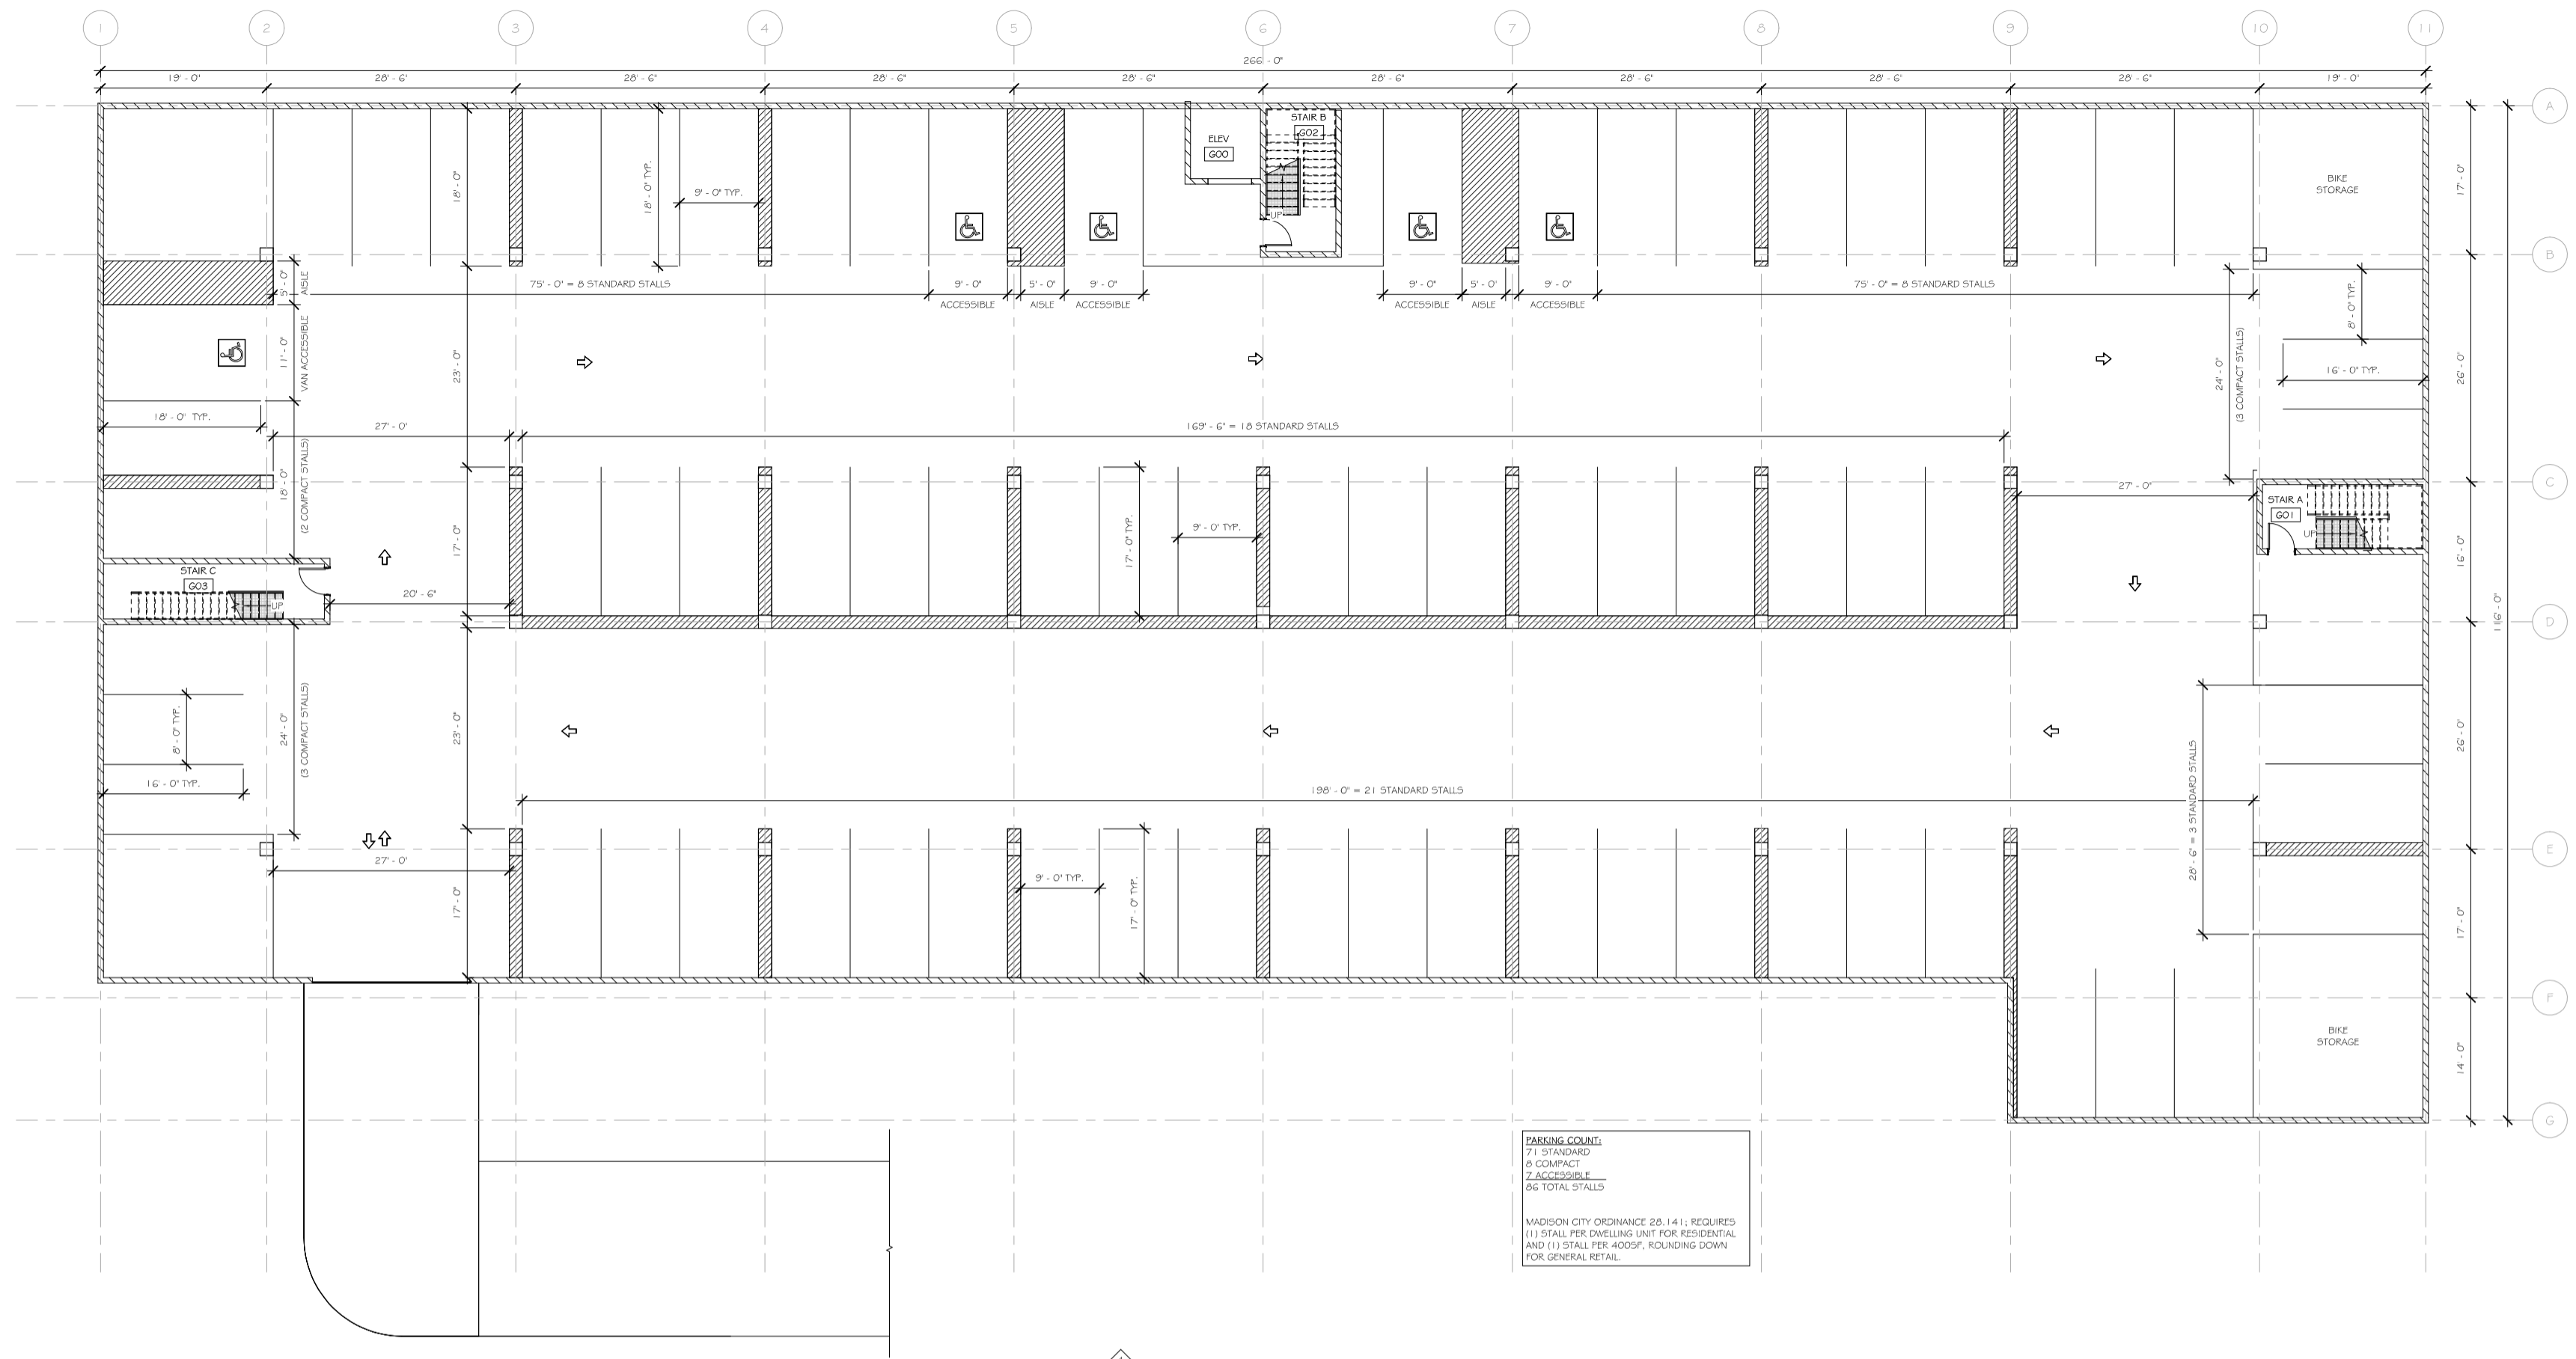 1 2 3 4 5 6 7 8 9 10 11
266' - 0"
19' - 0" 28' - 6" 28' - 6" 28' - 6" 28' - 6" 28' - 6" 28' - 6" 28' - 6" 28' - 6" 19' - 0"
A
STAIR B
G02
ELEV
G00
UP
BIKE
STORAGE
17' - 0"
18' - 0"
18' - 0" TYP.
9' - 0" TYP.
B
5' - 0"
AISLE
75' - 0" = 8 STANDARD STALLS
9' - 0" 5' - 0" 9' - 0"
ACCESSIBLE AISLE ACCESSIBLE
9' - 0" 5' - 0" 9' - 0"
ACCESSIBLE AISLE ACCESSIBLE
75' - 0" = 8 STANDARD STALLS
8' - 0" TYP.
11' - 0"
VAN ACCESSIBLE
23' - 0"
24' - 0"
(3 COMPACT STALLS)
16' - 0" TYP.
26' - 0"
18' - 0" TYP.
27' - 0"
169' - 6" = 18 STANDARD STALLS
18' - 0"
(2 COMPACT STALLS)
C
27' - 0"
STAIR A
G01
UP
17' - 0"
17' - 0" TYP.
9' - 0" TYP.
16' - 0"
STAIR C
G03
UP
20' - 6"
116' - 0"
D
8' - 0" TYP.
24' - 0"
(3 COMPACT STALLS)
23' - 0"
26' - 0"
16' - 0" TYP.
198' - 0" = 21 STANDARD STALLS
28' - 6" = 3 STANDARD STALLS
E
27' - 0"
17' - 0"
9' - 0" TYP.
17' - 0" TYP.
17' - 0"
F
BIKE
STORAGE
14' - 0"
G
PARKING COUNT:
71 STANDARD
8 COMPACT
7 ACCESSIBLE
86 TOTAL STALLS
MADISON CITY ORDINANCE 28.141; REQUIRES
(1) STALL PER DWELLING UNIT FOR RESIDENTIAL
AND (1) STALL PER 400SF, ROUNDING DOWN
FOR GENERAL RETAIL.